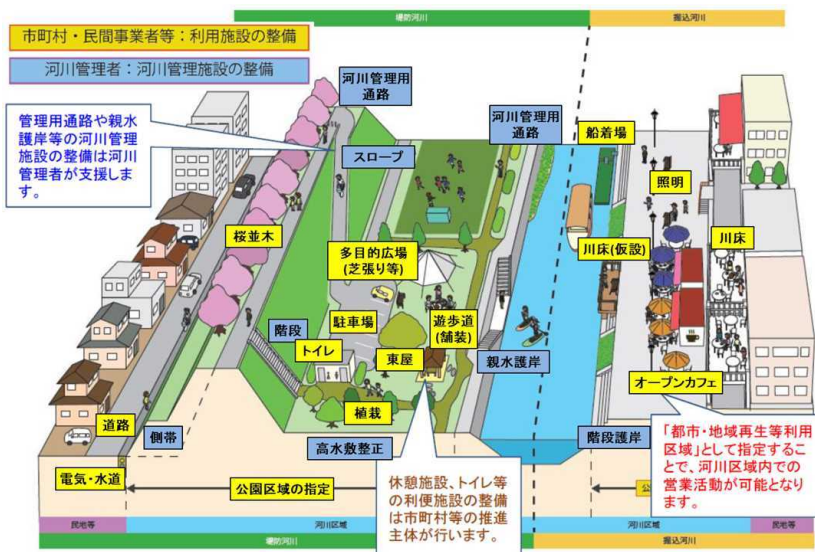 堤防河川
掘込河川
市町村・民間事業者等：利用施設の整備
河川管理者：河川管理施設の整備
管理用通路や親水
護岸等の河川管理
施設の整備は河川
管理者が支援しま
す。
河川管理用
通路
スロープ
河川管理用
通路
船着場
照明
桜並木
多目的広場
(芝張り等)
川床(仮設)
川床
階段
駐車場
遊歩道
(舗装)
トイレ
東屋
親水護岸
オープンカフェ
植栽
道路
側帯
高水敷整正
階段護岸
「都市・地域再生等利用
区域」として指定するこ
とで、河川区域内での
営業活動が可能となり
ます。
電気・水道
公園区域の指定
休憩施設、トイレ等
の利便施設の整備
は市町村等の推進
主体が行います。
民地等
河川区域
河川区域
民地等
堤防河川
掘込河川